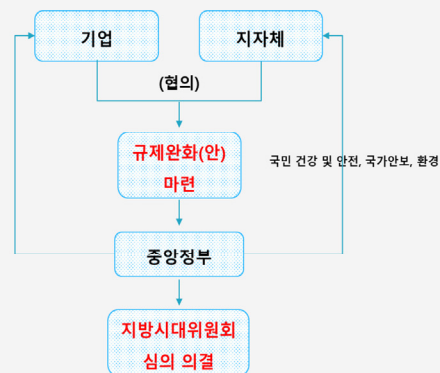 기업
지자체
(협의)
규제완화(안)
마련
국민 건강 및 안전, 국가안보, 환경
중앙정부
지방시대위원회
심의 의결